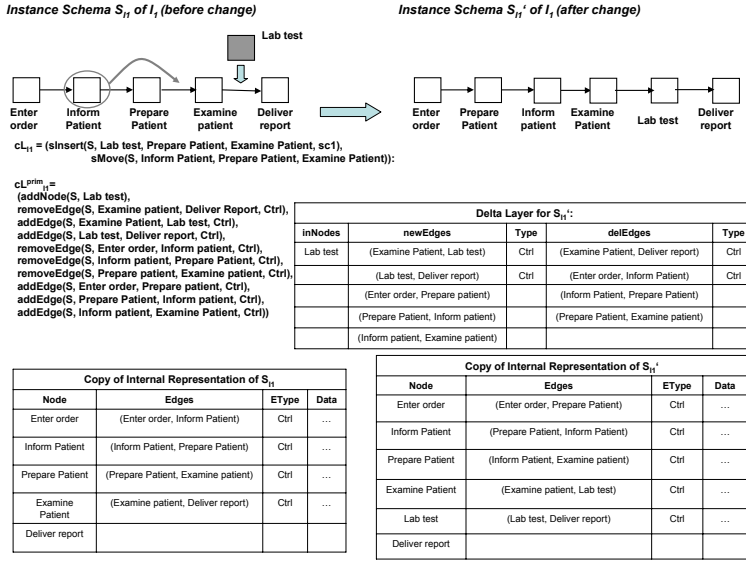 Instance Schema SI1 of I1 (before change)
Instance Schema SI1‘ of I1 (after change)
Lab test
Enter order
Inform Patient
Prepare Patient
Examine patient
Deliver report
Enter order
Prepare Patient
Inform patient
Examine Patient
Lab test
Deliver report
cLI1 = (sInsert(S, Lab test, Prepare Patient, Examine Patient, sc1),
sMove(S, Inform Patient, Prepare Patient, Examine Patient)):
cLprimI1=
(addNode(S, Lab test),
removeEdge(S, Examine patient, Deliver Report, Ctrl),
addEdge(S, Examine Patient, Lab test, Ctrl),
addEdge(S, Lab test, Deliver report, Ctrl),
removeEdge(S, Enter order, Inform patient, Ctrl),
removeEdge(S, Inform patient, Prepare Patient, Ctrl),
removeEdge(S, Prepare patient, Examine patient, Ctrl),
addEdge(S, Enter order, Prepare patient, Ctrl),
addEdge(S, Prepare Patient, Inform patient, Ctrl),
addEdge(S, Inform patient, Examine Patient, Ctrl))
Delta Layer for SI1‘:
inNodes newEdges Type delEdges Type
Lab test (Examine Patient, Lab test) Ctrl (Examine Patient, Deliver report) Ctrl
(Lab test, Deliver report) Ctrl (Enter order, Inform Patient) Ctrl
(Enter order, Prepare patient) (Inform Patient, Prepare Patient)
(Prepare Patient, Inform patient) (Prepare Patient, Examine patient)
(Inform patient, Examine patient)
Copy of Internal Representation of SI1
Node Edges EType Data
Enter order (Enter order, Inform Patient) Ctrl …
Inform Patient (Inform Patient, Prepare Patient) Ctrl …
Prepare Patient (Prepare Patient, Examine patient) Ctrl …
Examine Patient (Examine patient, Deliver report) Ctrl …
Deliver report
Copy of Internal Representation of SI1‘
Node Edges EType Data
Enter order (Enter order, Prepare Patient) Ctrl …
Inform Patient (Prepare Patient, Inform Patient) Ctrl …
Prepare Patient (Inform Patient, Examine patient) Ctrl …
Examine Patient (Examine patient, Lab test) Ctrl …
Lab test (Lab test, Deliver report) Ctrl …
Deliver report